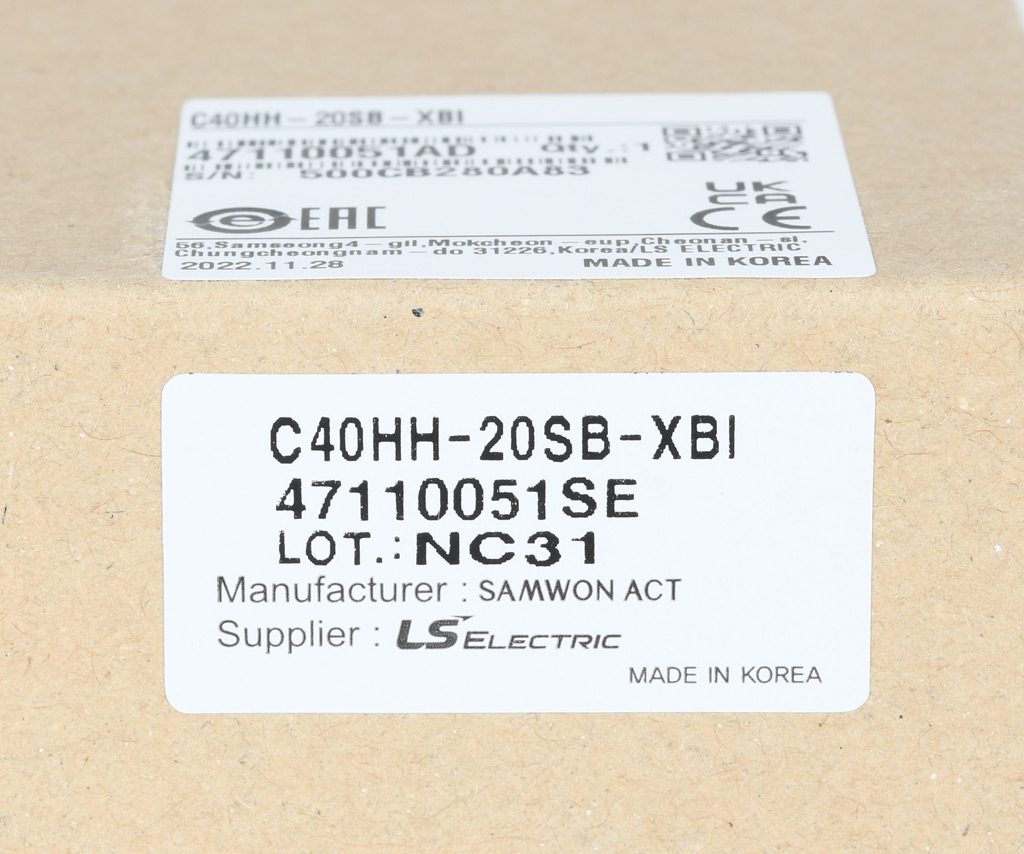 C40HH-20SB-XBI
47110051AD Qty.:1
S/N: 500CB280A83
EAC
UK
CA CE
56,Samseong4-gil,Mokcheon-eup,Cheonan-si,
Chungcheongnam-do 31226,Korea/LS ELECTRIC
2022.11.28 MADE IN KOREA
C40HH-20SB-XBI
47110051SE
LOT.:NC31
Manufacturer : SAMWON ACT
Supplier : LS ELECTRIC
MADE IN KOREA